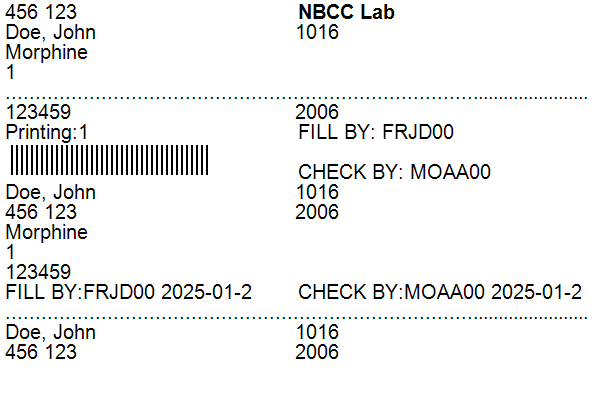 456 123 NBCC Lab
Doe, John 1016
Morphine
1
123459 2006
Printing:1 FILL BY: FRJD00
CHECK BY: MOAA00
Doe, John 1016
456 123 2006
Morphine
1
123459
FILL BY:FRJD00 2025-01-2 CHECK BY:MOAA00 2025-01-2
Doe, John 1016
456 123 2006